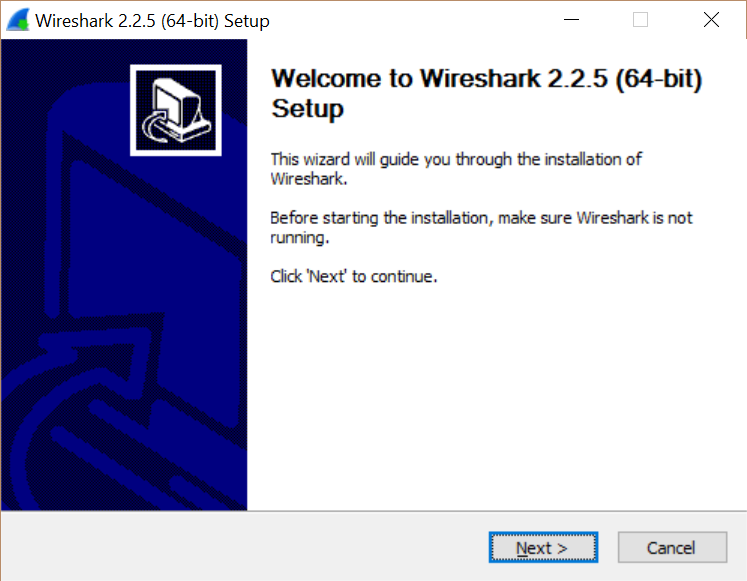 Wireshark 2.2.5 (64-bit) Setup
Welcome to Wireshark 2.2.5 (64-bit)
Setup
This wizard will guide you through the installation of
Wireshark.
Before starting the installation, make sure Wireshark is not
running.
Click 'Next' to continue.
Next >
Cancel